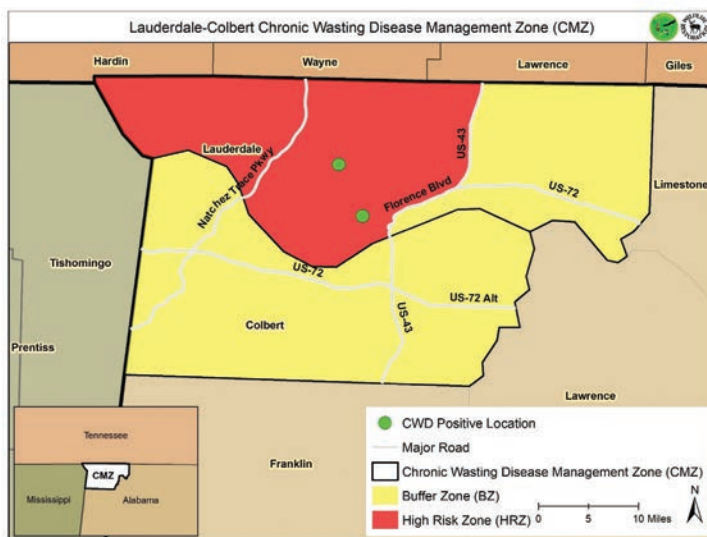 Lauderdale-Colbert Chronic Wasting Disease Management Zone (CMZ)
Hardin
Wayne
Lawrence
Giles
Lauderdale
Natchez Trace Pkwy
US-43
Florence Blvd
US-72
Limestone
Tishomingo
US-72
US-72 Alt
US-43
Colbert
Prentiss
Lawrence
Franklin
Tennessee
CMZ
Mississippi
Alabama
CWD Positive Location
Major Road
Chronic Wasting Disease Management Zone (CMZ)
Buffer Zone (BZ)
High Risk Zone (HRZ)
N
0 5 10 Miles